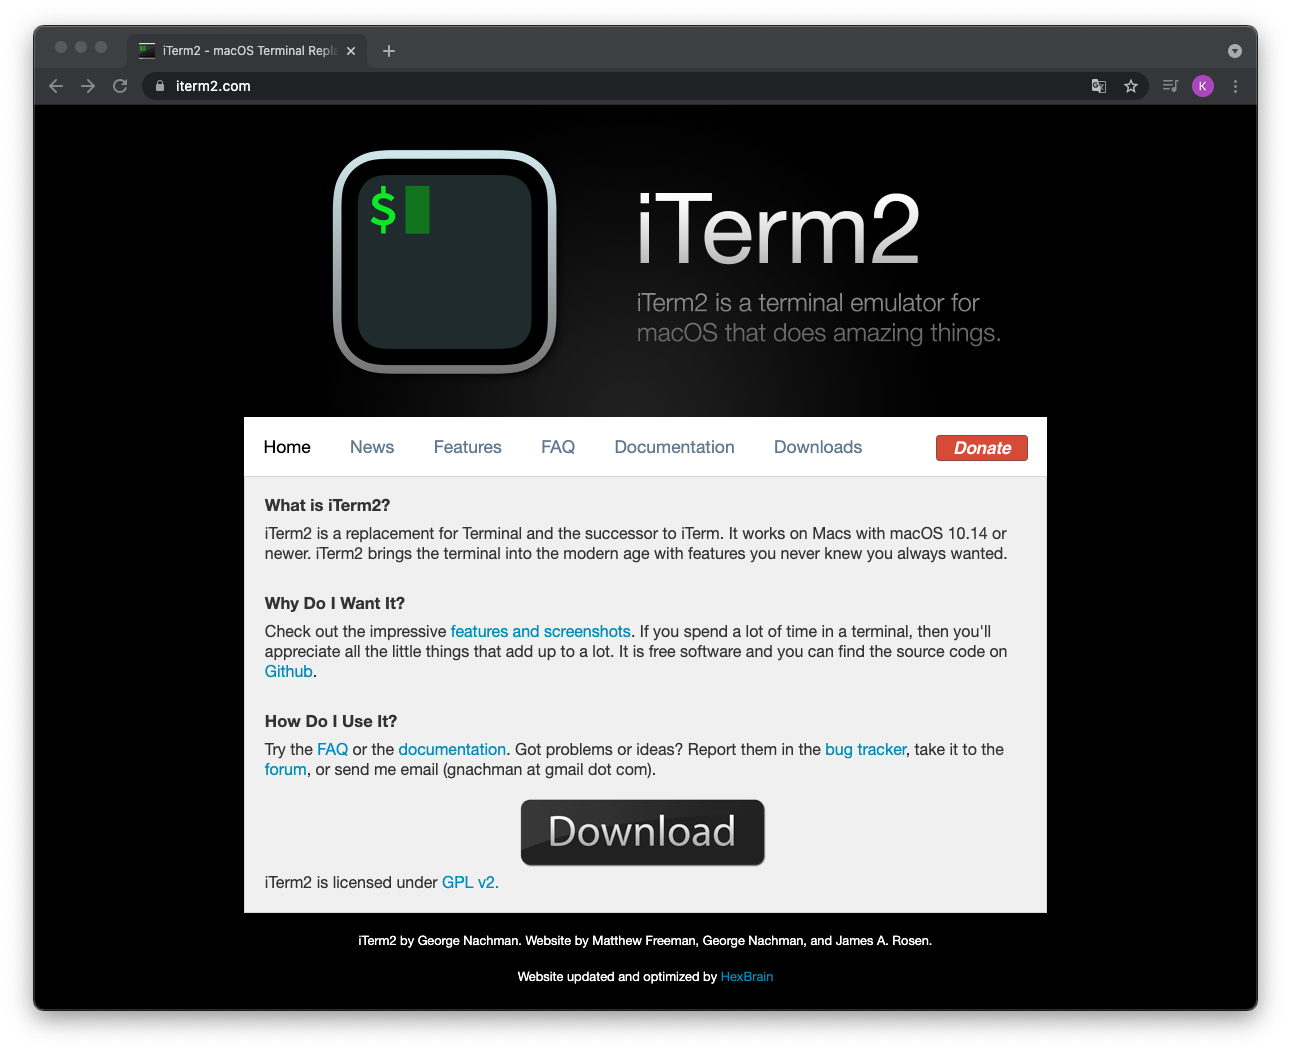 iTerm2 - macOS Terminal Repla
iterm2.com
K
$
iTerm2
iTerm2 is a terminal emulator for
macOS that does amazing things.
Home News Features FAQ Documentation Downloads Donate
What is iTerm2?
iTerm2 is a replacement for Terminal and the successor to iTerm. It works on Macs with macOS 10.14 or
newer. iTerm2 brings the terminal into the modern age with features you never knew you always wanted.
Why Do I Want It?
Check out the impressive features and screenshots. If you spend a lot of time in a terminal, then you'll
appreciate all the little things that add up to a lot. It is free software and you can find the source code on
Github.
How Do I Use It?
Try the FAQ or the documentation. Got problems or ideas? Report them in the bug tracker, take it to the
forum, or send me email (gnachman at gmail dot com).
Download
iTerm2 is licensed under GPL v2.
iTerm2 by George Nachman. Website by Matthew Freeman, George Nachman, and James A. Rosen.
Website updated and optimized by HexBrain